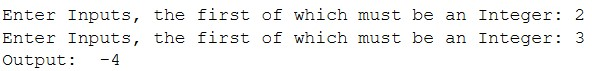 Enter Inputs, the first of which must be an Integer: 2
Enter Inputs, the first of which must be an Integer: 3
Output:  -4